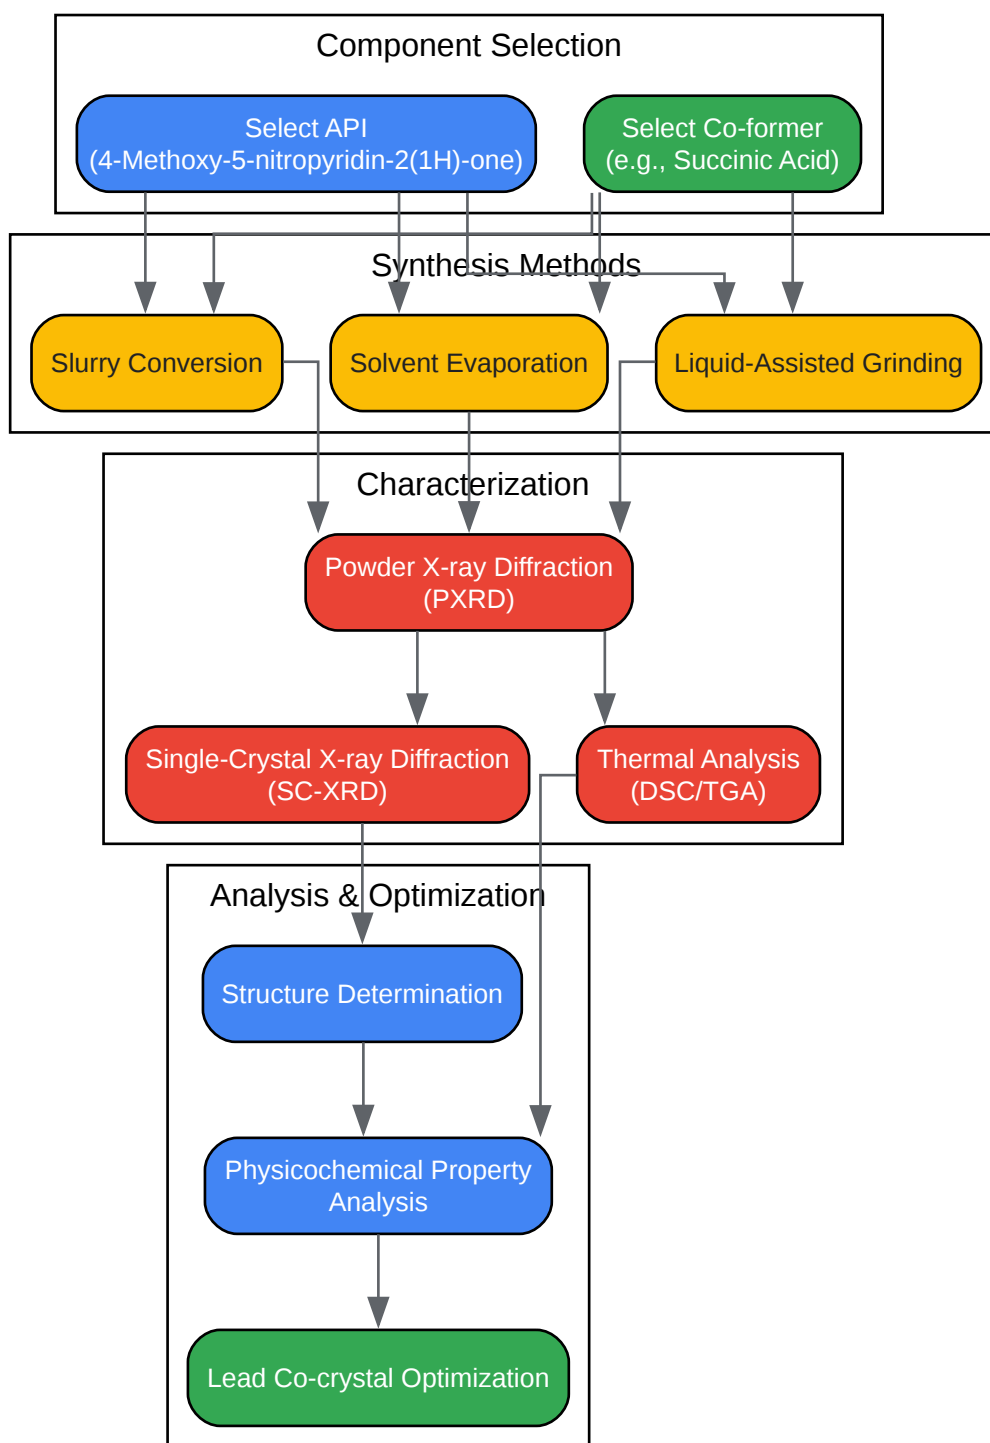 Component Selection
Select API
(4-Methoxy-5-nitropyridin-2(1H)-one)
Select Co-former
(e.g., Succinic Acid)
Synthesis Methods
Slurry Conversion
Solvent Evaporation
Liquid-Assisted Grinding
Characterization
Powder X-ray Diffraction
(PXRD)
Single-Crystal X-ray Diffraction
(SC-XRD)
Thermal Analysis
(DSC/TGA)
Analysis & Optimization
Structure Determination
Physicochemical Property
Analysis
Lead Co-crystal Optimization